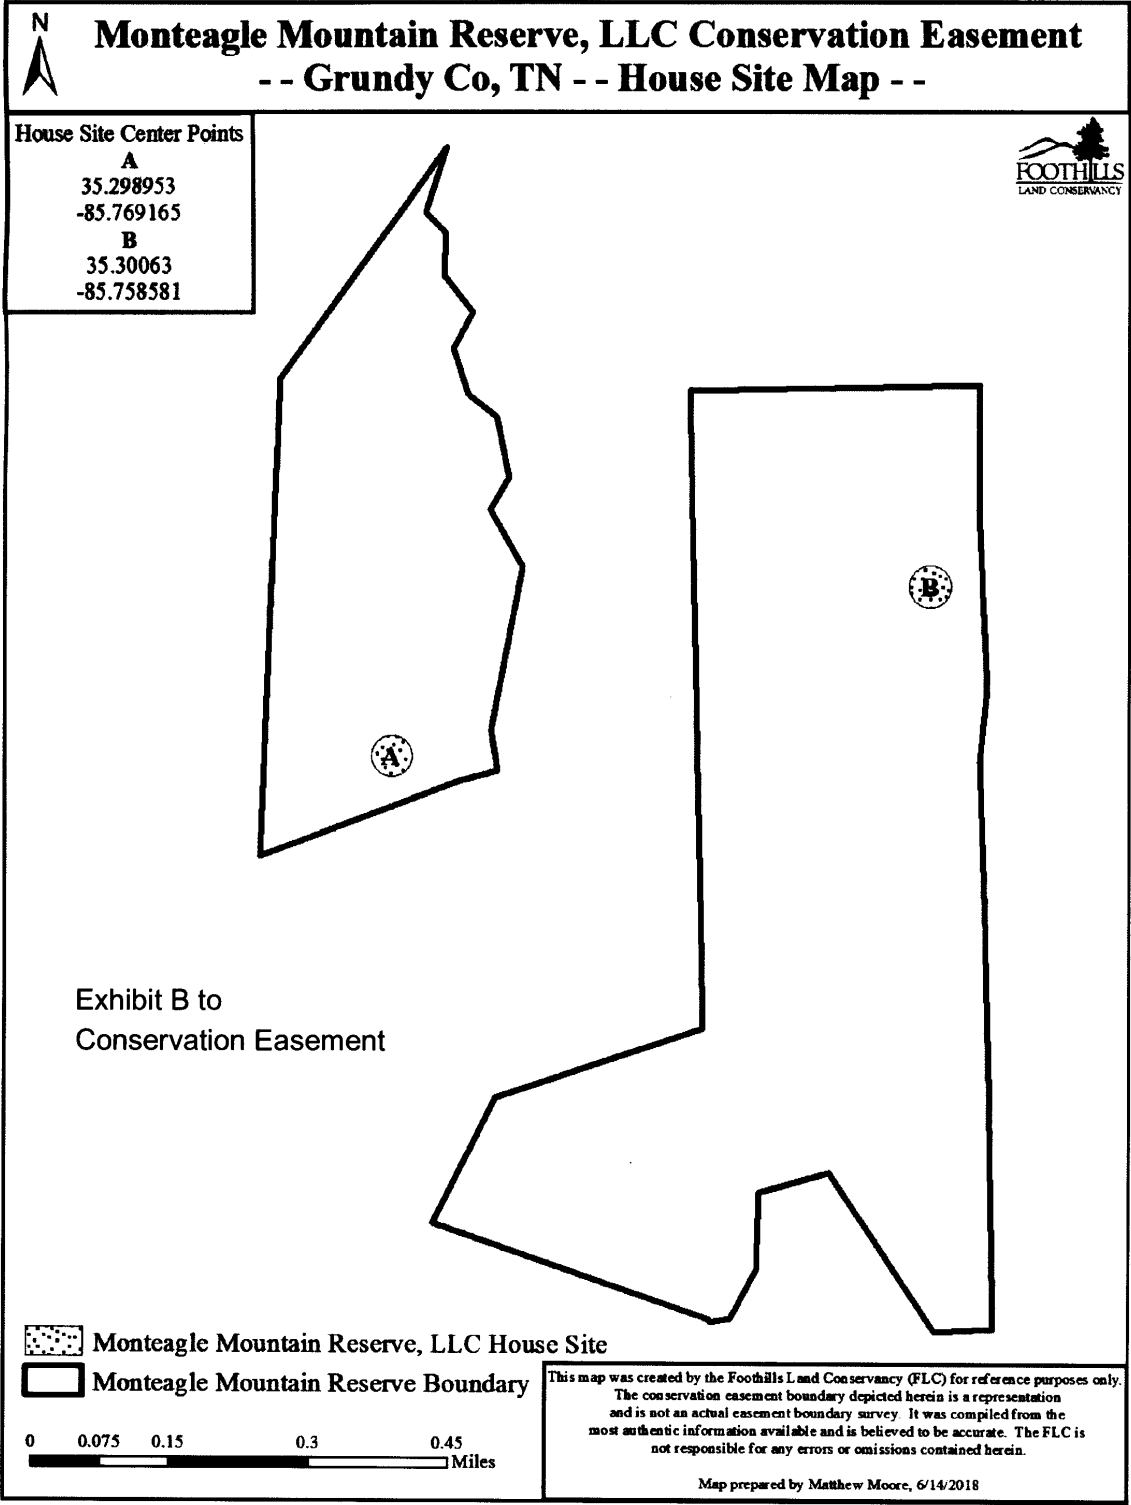 N
Monteagle Mountain Reserve, LLC Conservation Easement
- - Grundy Co, TN - - House Site Map - -
House Site Center Points
A
35.298953
-85.769165
B
35.30063
-85.758581
FOOTHILLS
LAND CONSERVANCY
B
A
Exhibit B to
Conservation Easement
Monteagle Mountain Reserve, LLC House Site
Monteagle Mountain Reserve Boundary
0 0.075 0.15 0.3 0.45
Miles
This map was created by the Foothills Land Conservancy (FLC) for reference purposes only.
The conservation easement boundary depicted herein is a representation
and is not an actual easement boundary survey. It was compiled from the
most authentic information available and is believed to be accurate. The FLC is
not responsible for any errors or omissions contained herein.
Map prepared by Matthew Moore, 6/14/2018